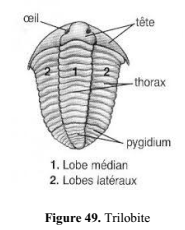 œil
tête
2 1 2
thorax
pygidium
1. Lobe médian
2. Lobes latéraux
Figure 49. Trilobite